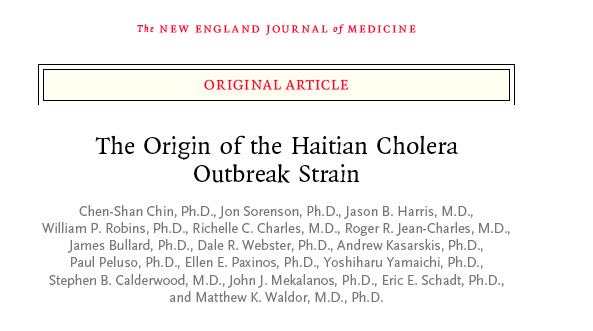 The NEW ENGLAND JOURNAL of MEDICINE
ORIGINAL ARTICLE
The Origin of the Haitian Cholera
Outbreak Strain
Chen-Shan Chin, Ph.D., Jon Sorenson, Ph.D., Jason B. Harris, M.D.,
William P. Robins, Ph.D., Richelle C. Charles, M.D., Roger R. Jean-Charles, M.D.,
James Bullard, Ph.D., Dale R. Webster, Ph.D., Andrew Kasarskis, Ph.D.,
Paul Peluso, Ph.D., Ellen E. Paxinos, Ph.D., Yoshiharu Yamaichi, Ph.D.,
Stephen B. Calderwood, M.D., John J. Mekalanos, Ph.D., Eric E. Schadt, Ph.D.,
and Matthew K. Waldor, M.D., Ph.D.